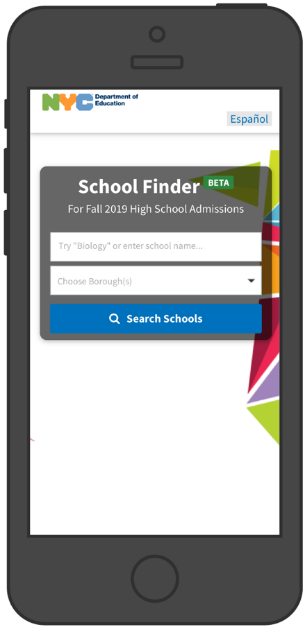 NYC Department of
Education
Español
School Finder BETA
For Fall 2019 High School Admissions
Try "Biology" or enter school name...
Choose Borough(s)
Search Schools